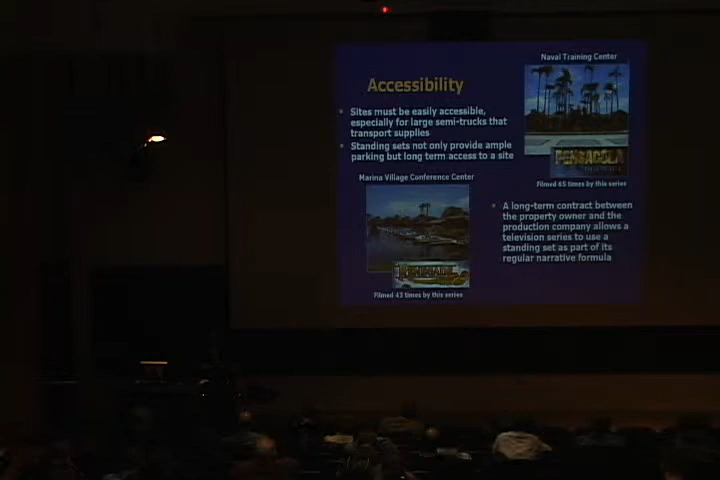 Naval Training Center
Accessibility
Sites must be easily accessible,
especially for large semi-trucks that
transport supplies
Standing sets not only provide ample
parking but long term access to a site
PENSACOLA
Filmed 65 times by this series
Marina Village Conference Center
RENEGADE
Filmed 43 times by this series
A long-term contract between
the property owner and the
production company allows a
television series to use a
standing set as part of its
regular narrative formula